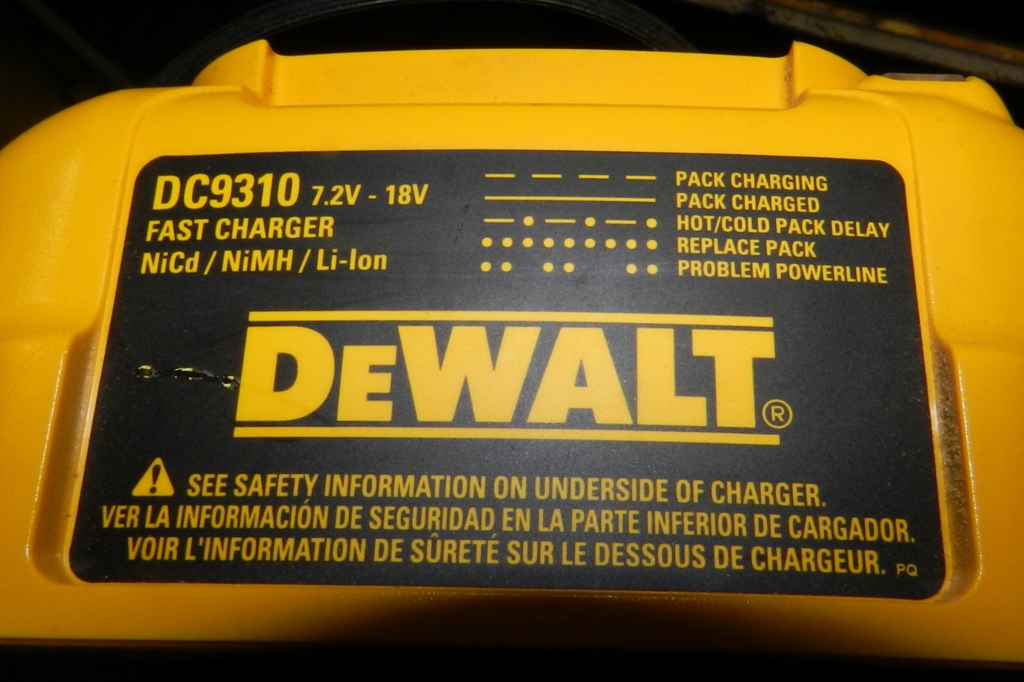 DC9310 7.2V - 18V
FAST CHARGER
NiCd / NiMH / Li-Ion
PACK CHARGING
PACK CHARGED
HOT/COLD PACK DELAY
REPLACE PACK
PROBLEM POWERLINE
DEWALT®
SEE SAFETY INFORMATION ON UNDERSIDE OF CHARGER.
VER LA INFORMACIÓN DE SEGURIDAD EN LA PARTE INFERIOR DE CARGADOR.
VOIR L'INFORMATION DE SÛRETÉ SUR LE DESSOUS DE CHARGEUR. PQ